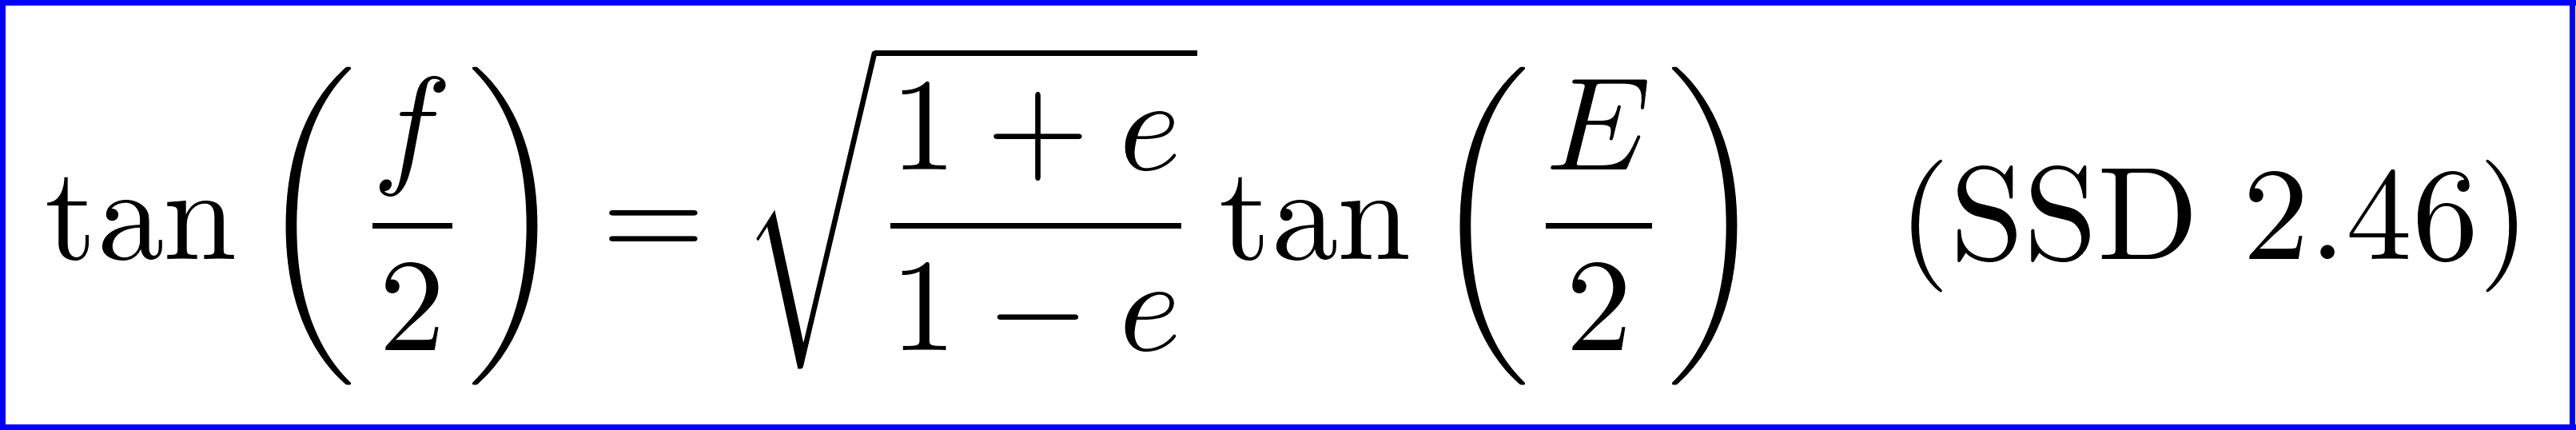 tan(f/2) = √((1 + e)/(1 − e)) tan(E/2) (SSD 2.46)